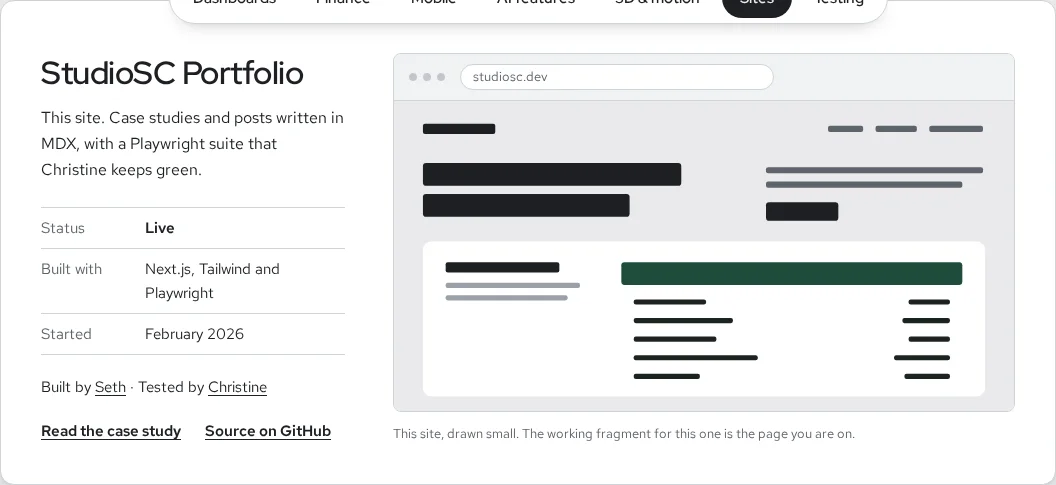 Dashboards Finance Mobile AI features 3D & motion Sites Testing
StudioSC Portfolio
This site. Case studies and posts written in
MDX, with a Playwright suite that
Christine keeps green.
Status Live
Built with Next.js, Tailwind and
Playwright
Started February 2026
Built by Seth · Tested by Christine
Read the case study Source on GitHub
studiosc.dev
This site, drawn small. The working fragment for this one is the page you are on.